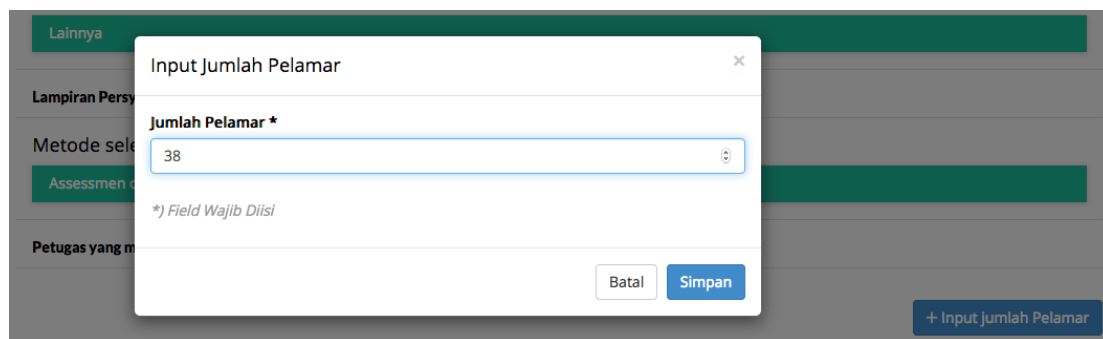 Lainnya
Input Jumlah Pelamar
×
Lampiran Persy
Jumlah Pelamar *
Metode sele
38
Assessmen
*) Field Wajib Diisi
Petugas yang m
Batal Simpan
+ Input jumlah Pelamar